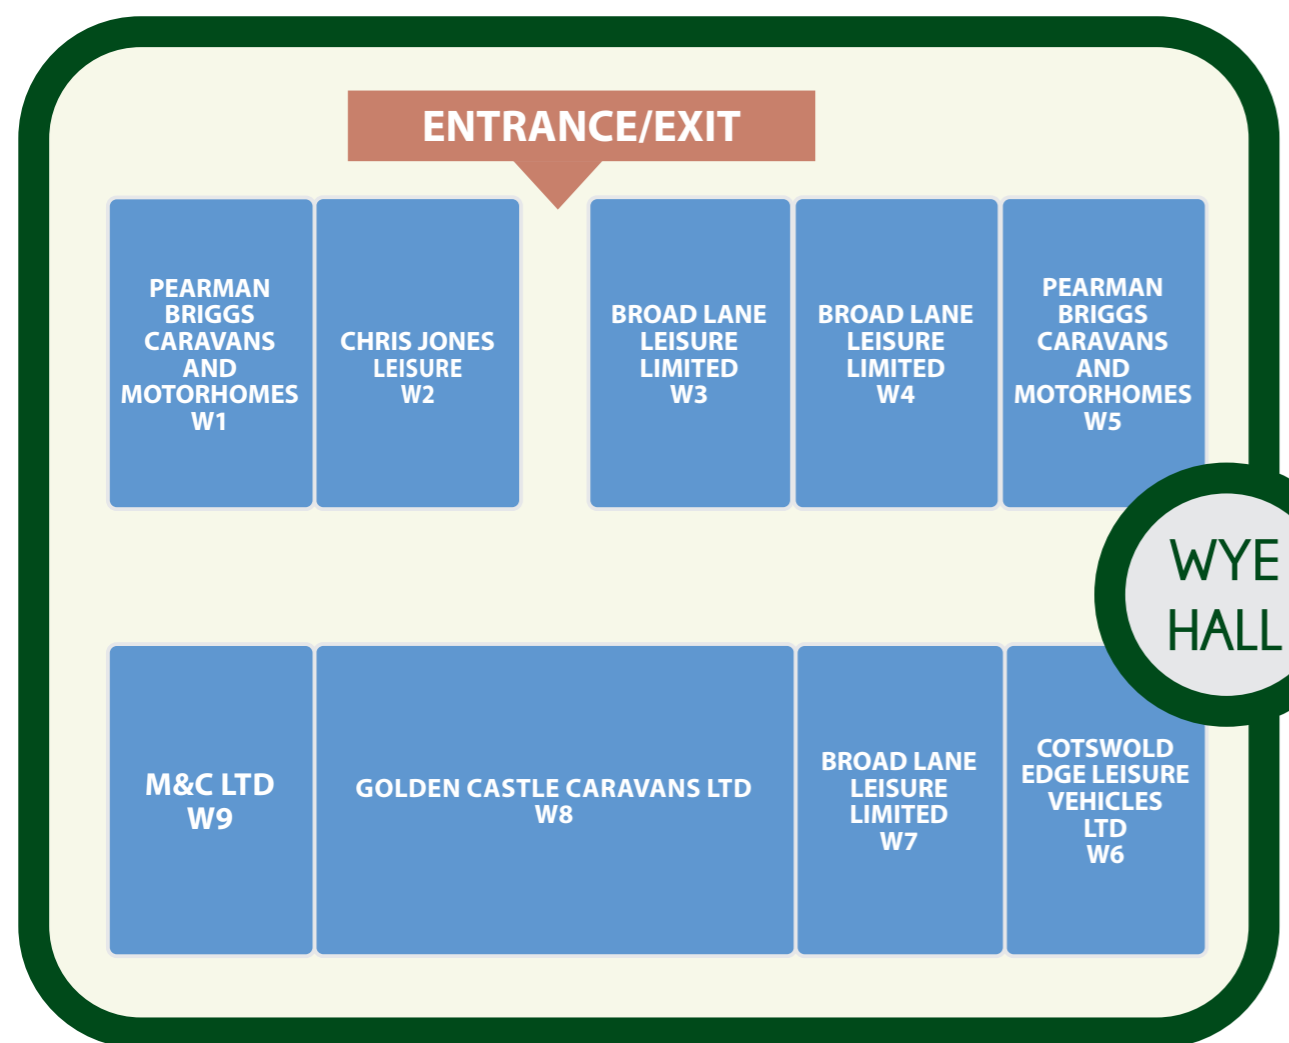 ENTRANCE/EXIT
PEARMAN
BRIGGS
CARAVANS
AND
MOTORHOMES
W1
CHRIS JONES
LEISURE
W2
BROAD LANE
LEISURE
LIMITED
W3
BROAD LANE
LEISURE
LIMITED
W4
PEARMAN
BRIGGS
CARAVANS
AND
MOTORHOMES
W5
WYE
HALL
M&C LTD
W9
GOLDEN CASTLE CARAVANS LTD
W8
BROAD LANE
LEISURE
LIMITED
W7
COTSWOLD
EDGE LEISURE
VEHICLES
LTD
W6